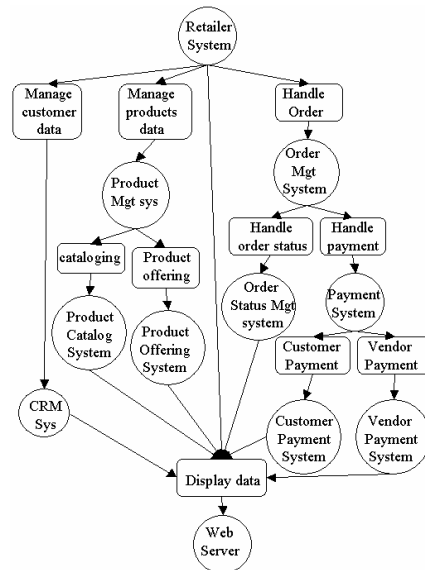 Retailer
System
Manage
customer
data
Manage
products
data
Handle
Order
Product
Mgt sys
Order
Mgt
System
cataloging
Product
offering
Handle
order status
Handle
payment
Product
Catalog
System
Product
Offering
System
Order
Status Mgt
system
Payment
System
Customer
Payment
Vendor
Payment
CRM
Sys
Customer
Payment
System
Vendor
Payment
System
Display data
Web
Server